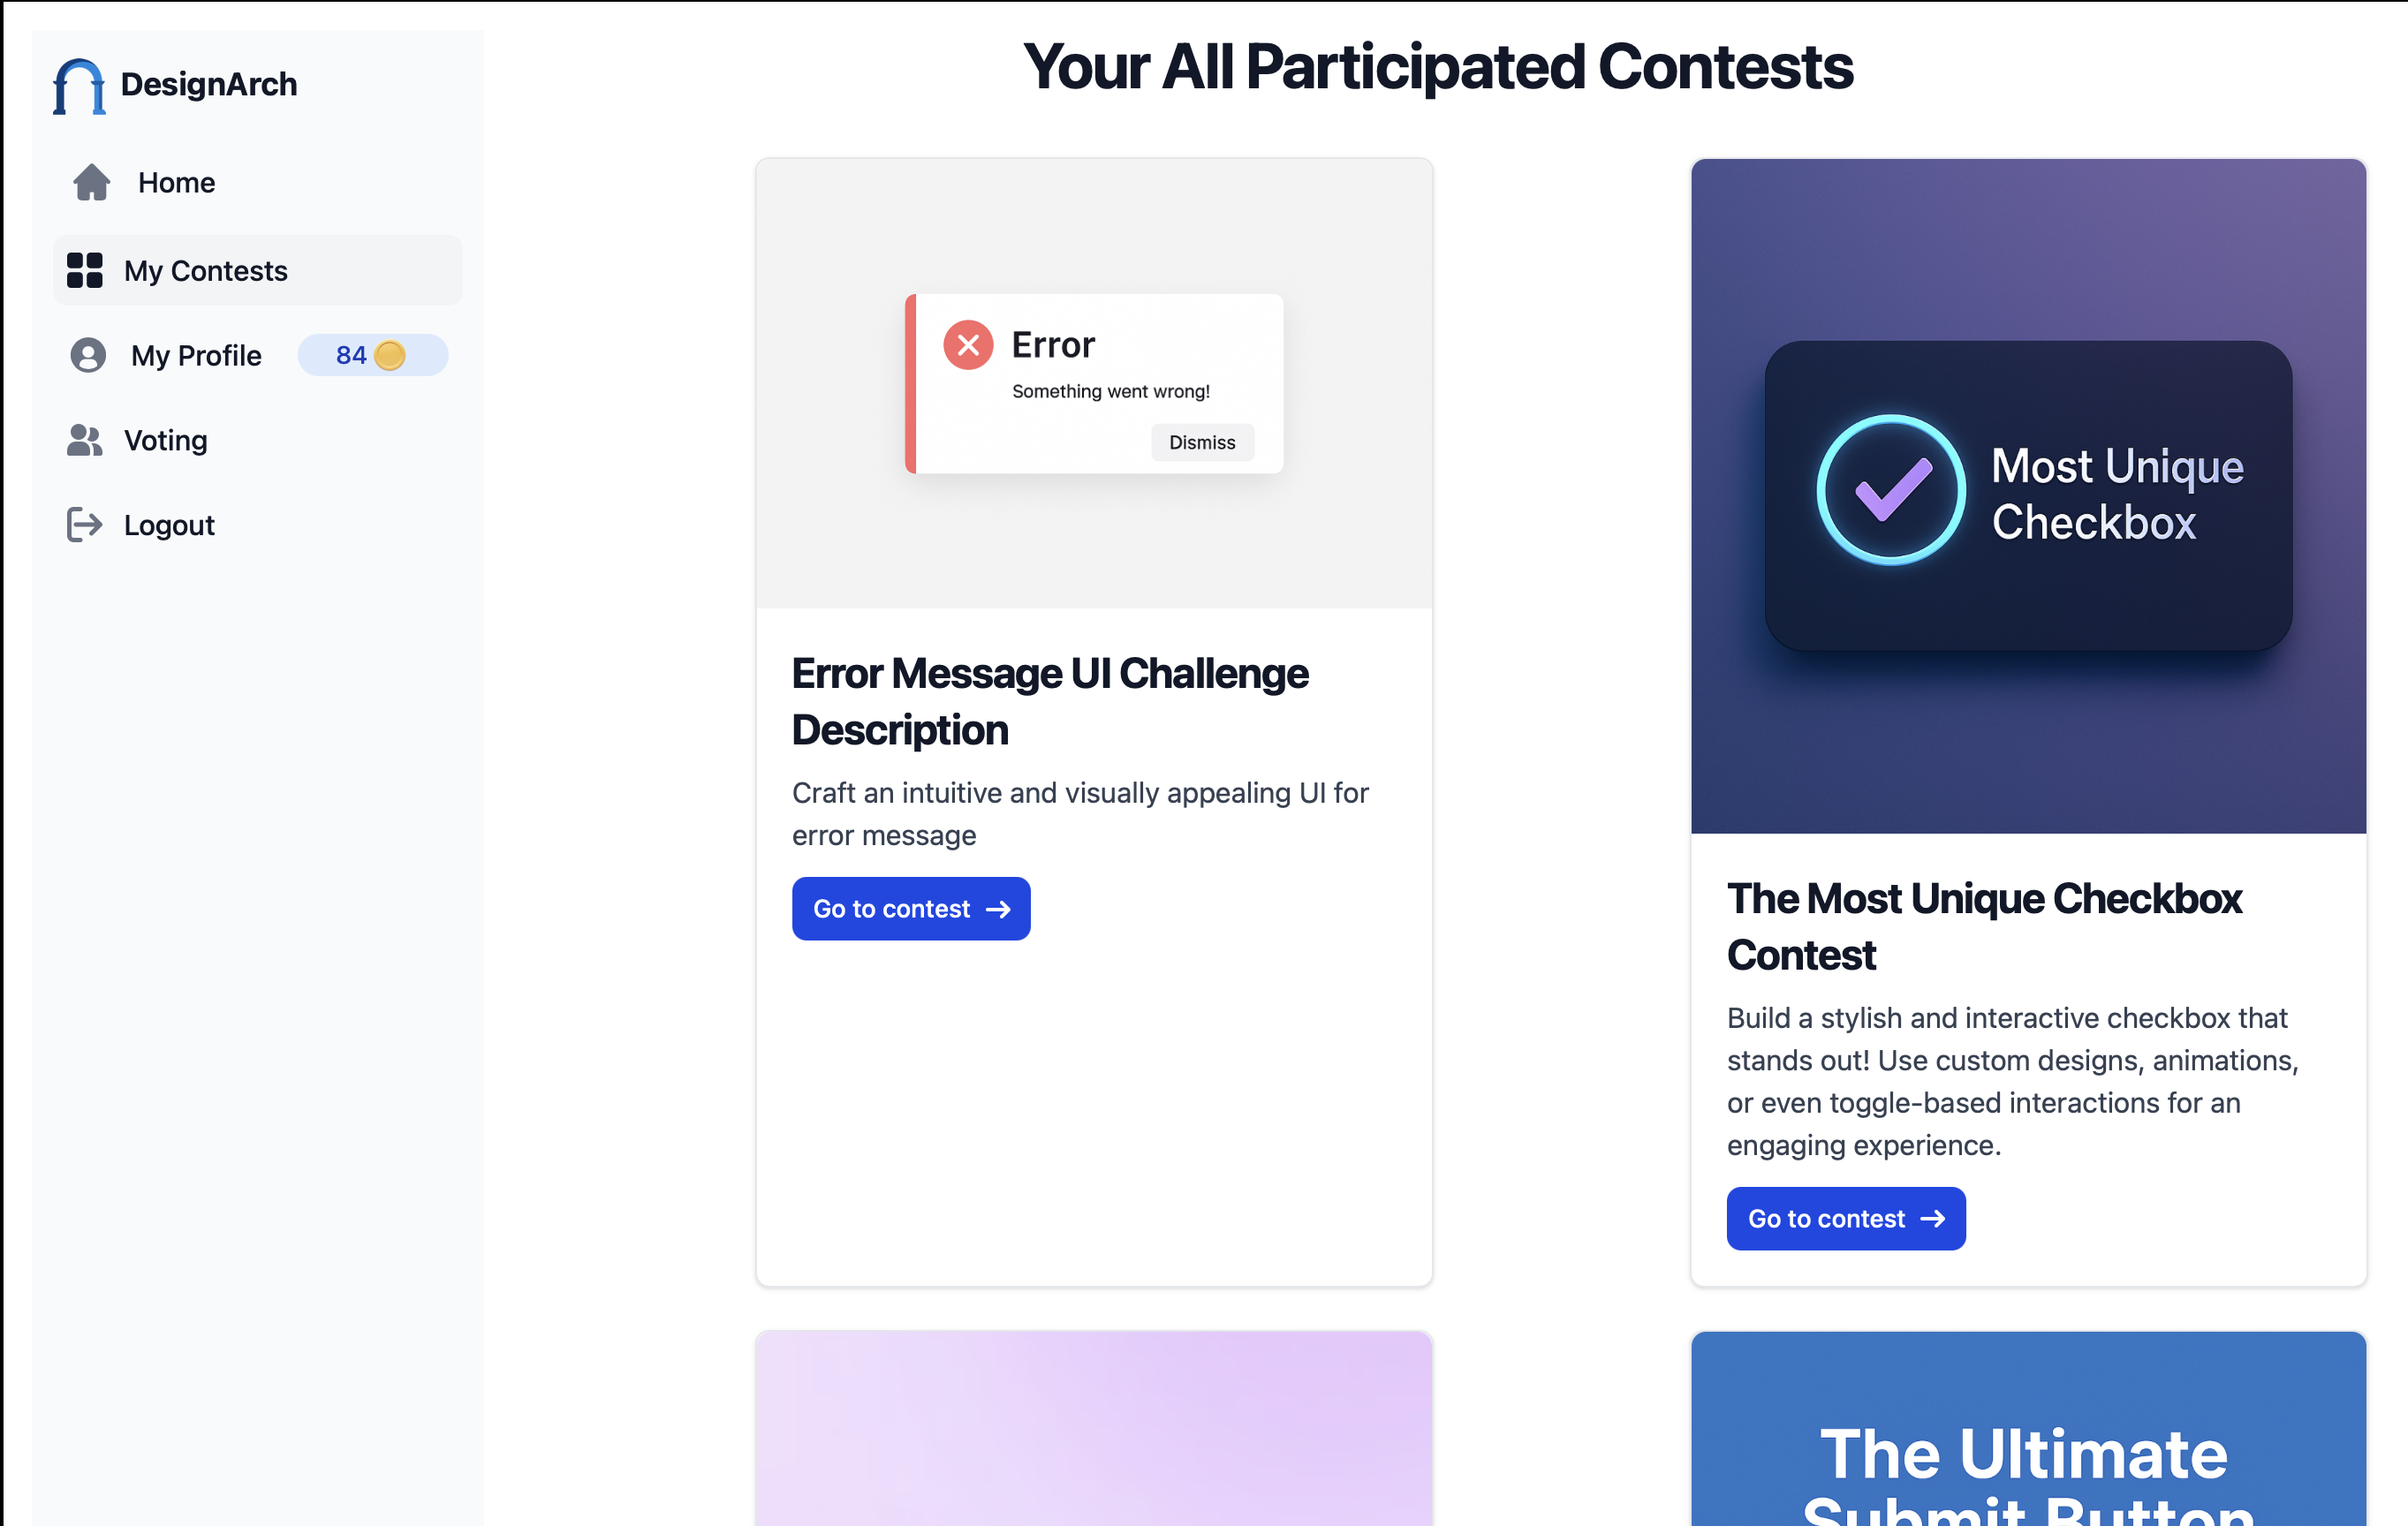 DesignArch
Home
My Contests
My Profile
84
Voting
Logout
Your All Participated Contests
Error
Something went wrong!
Dismiss
Error Message UI Challenge
Description
Craft an intuitive and visually appealing UI for
error message
Go to contest
Most Unique
Checkbox
The Most Unique Checkbox
Contest
Build a stylish and interactive checkbox that
stands out! Use custom designs, animations,
or even toggle-based interactions for an
engaging experience.
Go to contest
The Ultimate
Submit Button